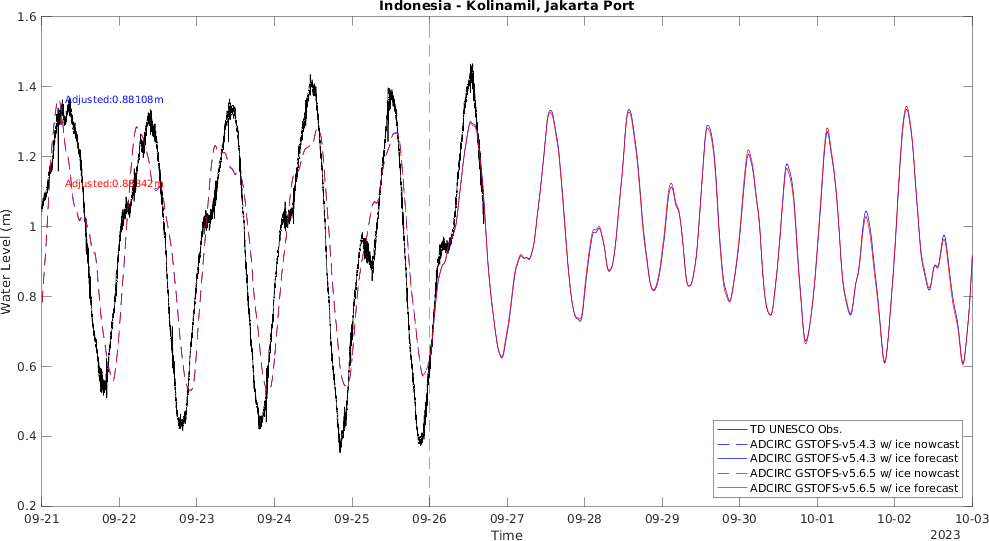 Indonesia - Kolinamil, Jakarta Port
1.6
1.4
1.2
1
0.8
0.6
0.4
0.2
Water Level (m)
Adjusted:0.88108m
Adjusted:0.88342m
TD UNESCO Obs.
ADCIRC GSTOFS-v5.4.3 w/ ice nowcast
ADCIRC GSTOFS-v5.4.3 w/ ice forecast
ADCIRC GSTOFS-v5.6.5 w/ ice nowcast
ADCIRC GSTOFS-v5.6.5 w/ ice forecast
09-21 09-22 09-23 09-24 09-25 09-26 09-27 09-28 09-29 09-30 10-01 10-02 10-03
Time
2023